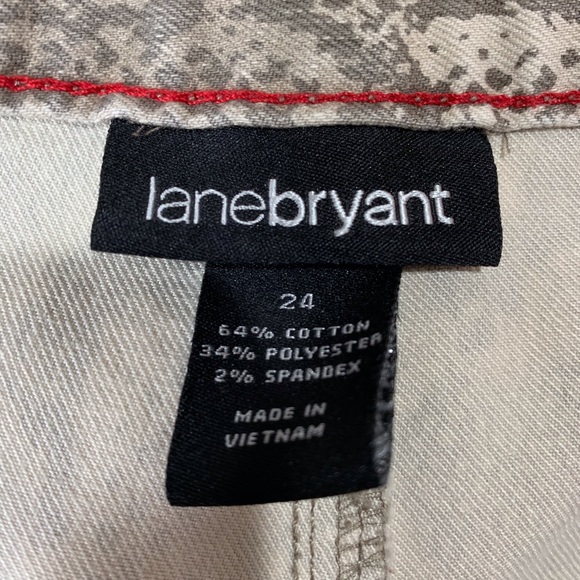 lanebryant
24
64% COTTON
34% POLYESTER
2% SPANDEX
MADE IN
VIETNAM